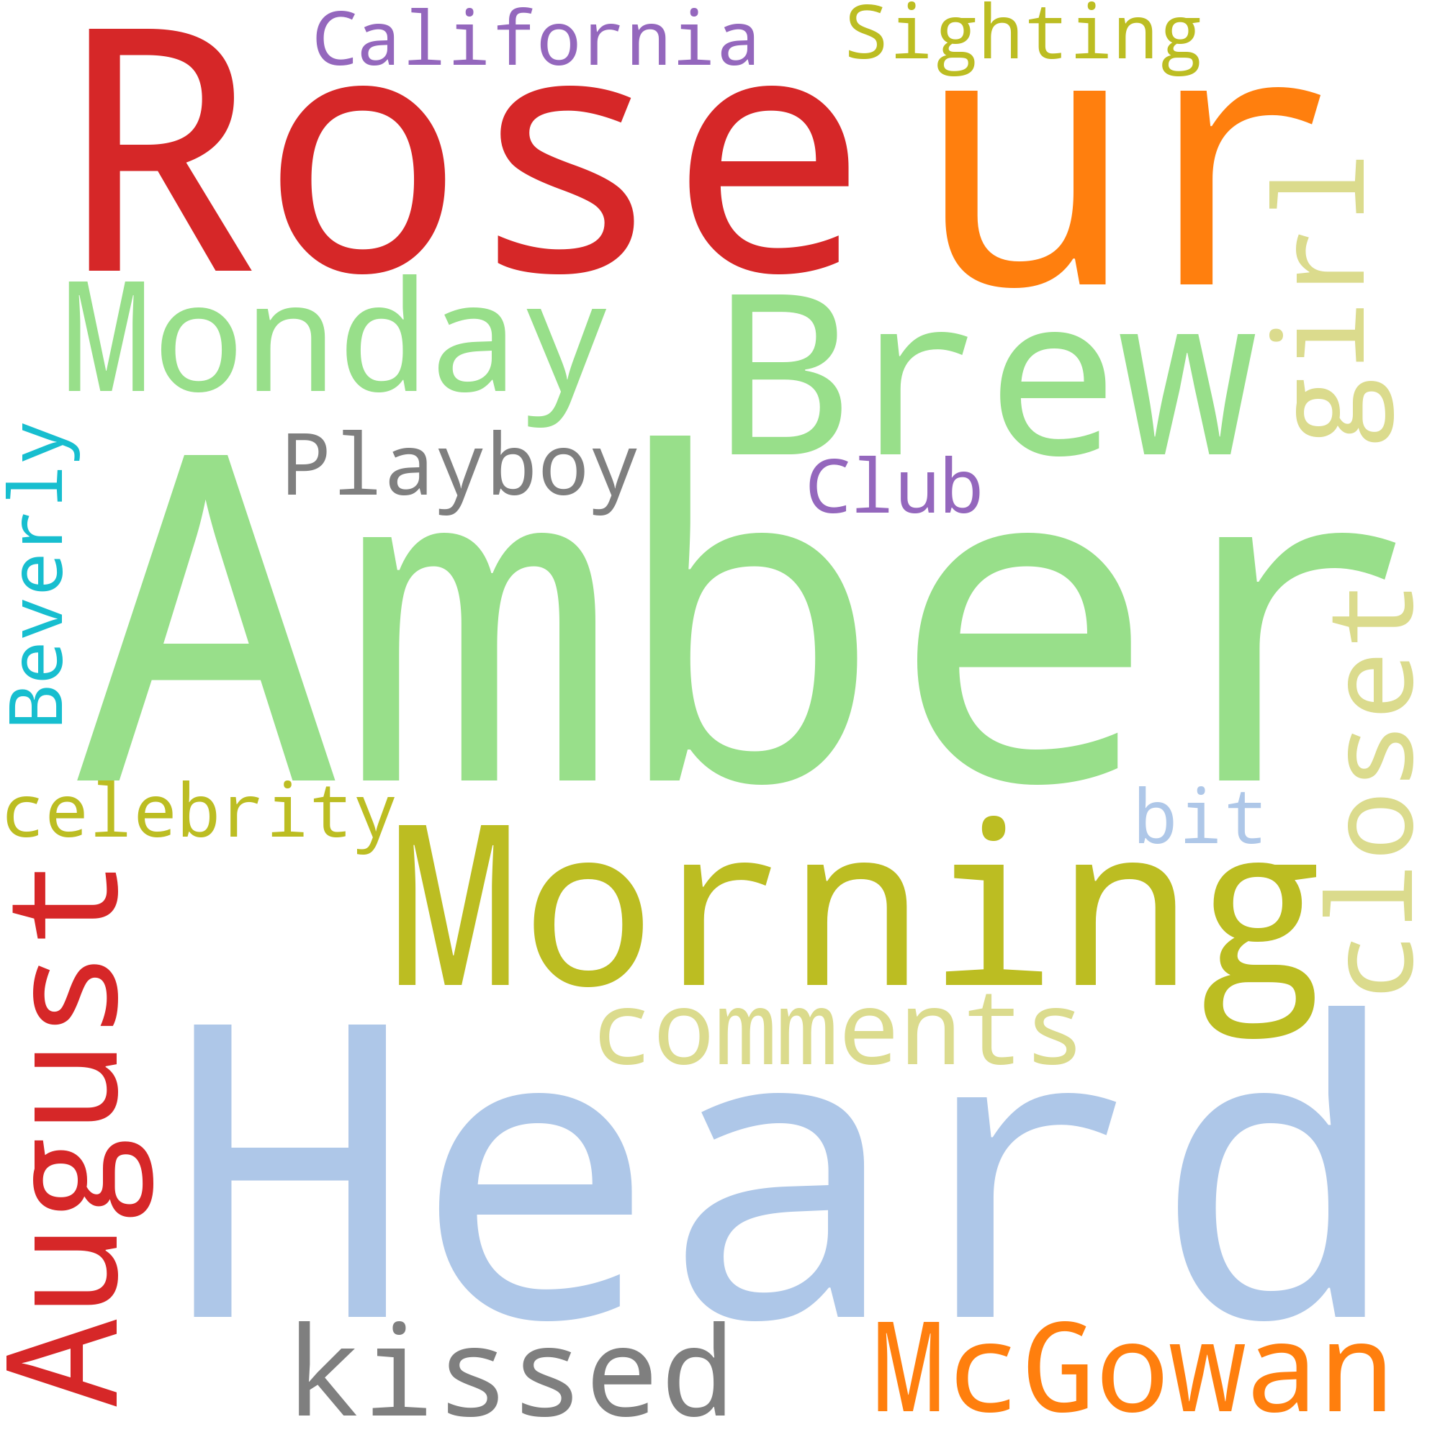 California
Sighting
Rose
ur
girl
Monday
Brew
Playboy
Club
Beverly
Amber
closet
celebrity
bit
Morning
August
comments
Heard
kissed
McGowan